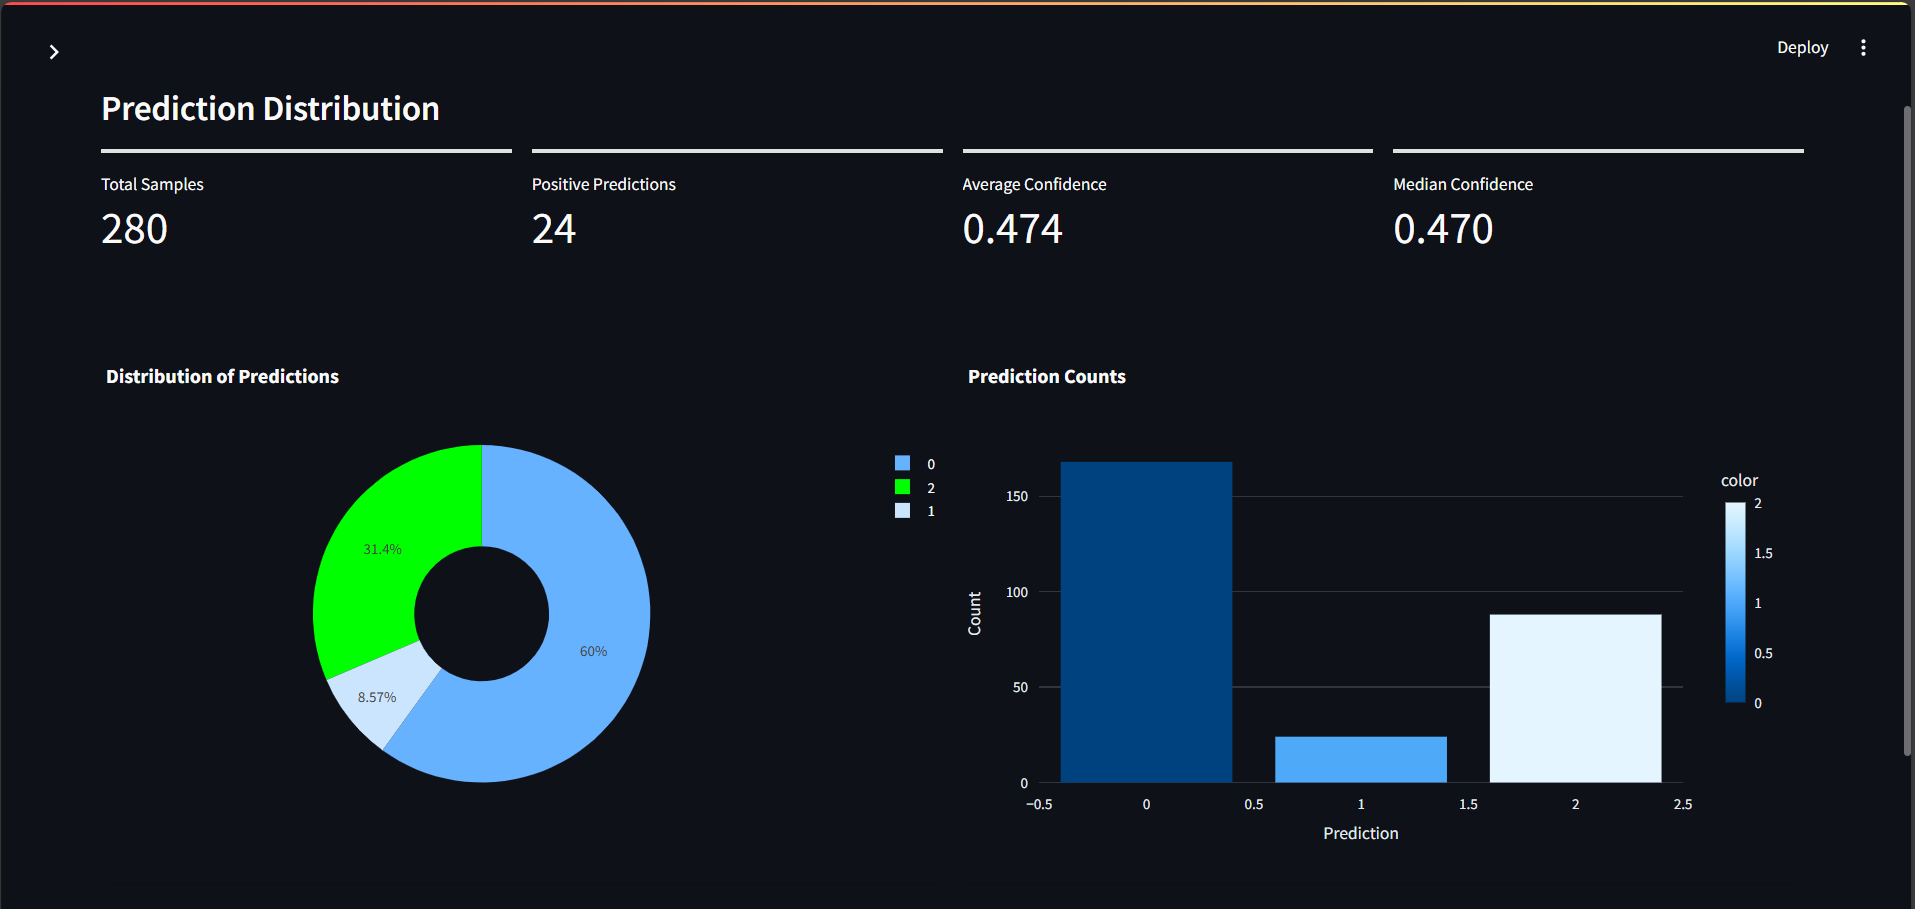 Deploy
Prediction Distribution
Total Samples
280
Positive Predictions
24
Average Confidence
0.474
Median Confidence
0.470
Distribution of Predictions
31.4%
8.57%
60%
0
2
1
Prediction Counts
Count
150
100
50
0
−0.5
0
0.5
1
1.5
2
2.5
Prediction
color
2
1.5
1
0.5
0